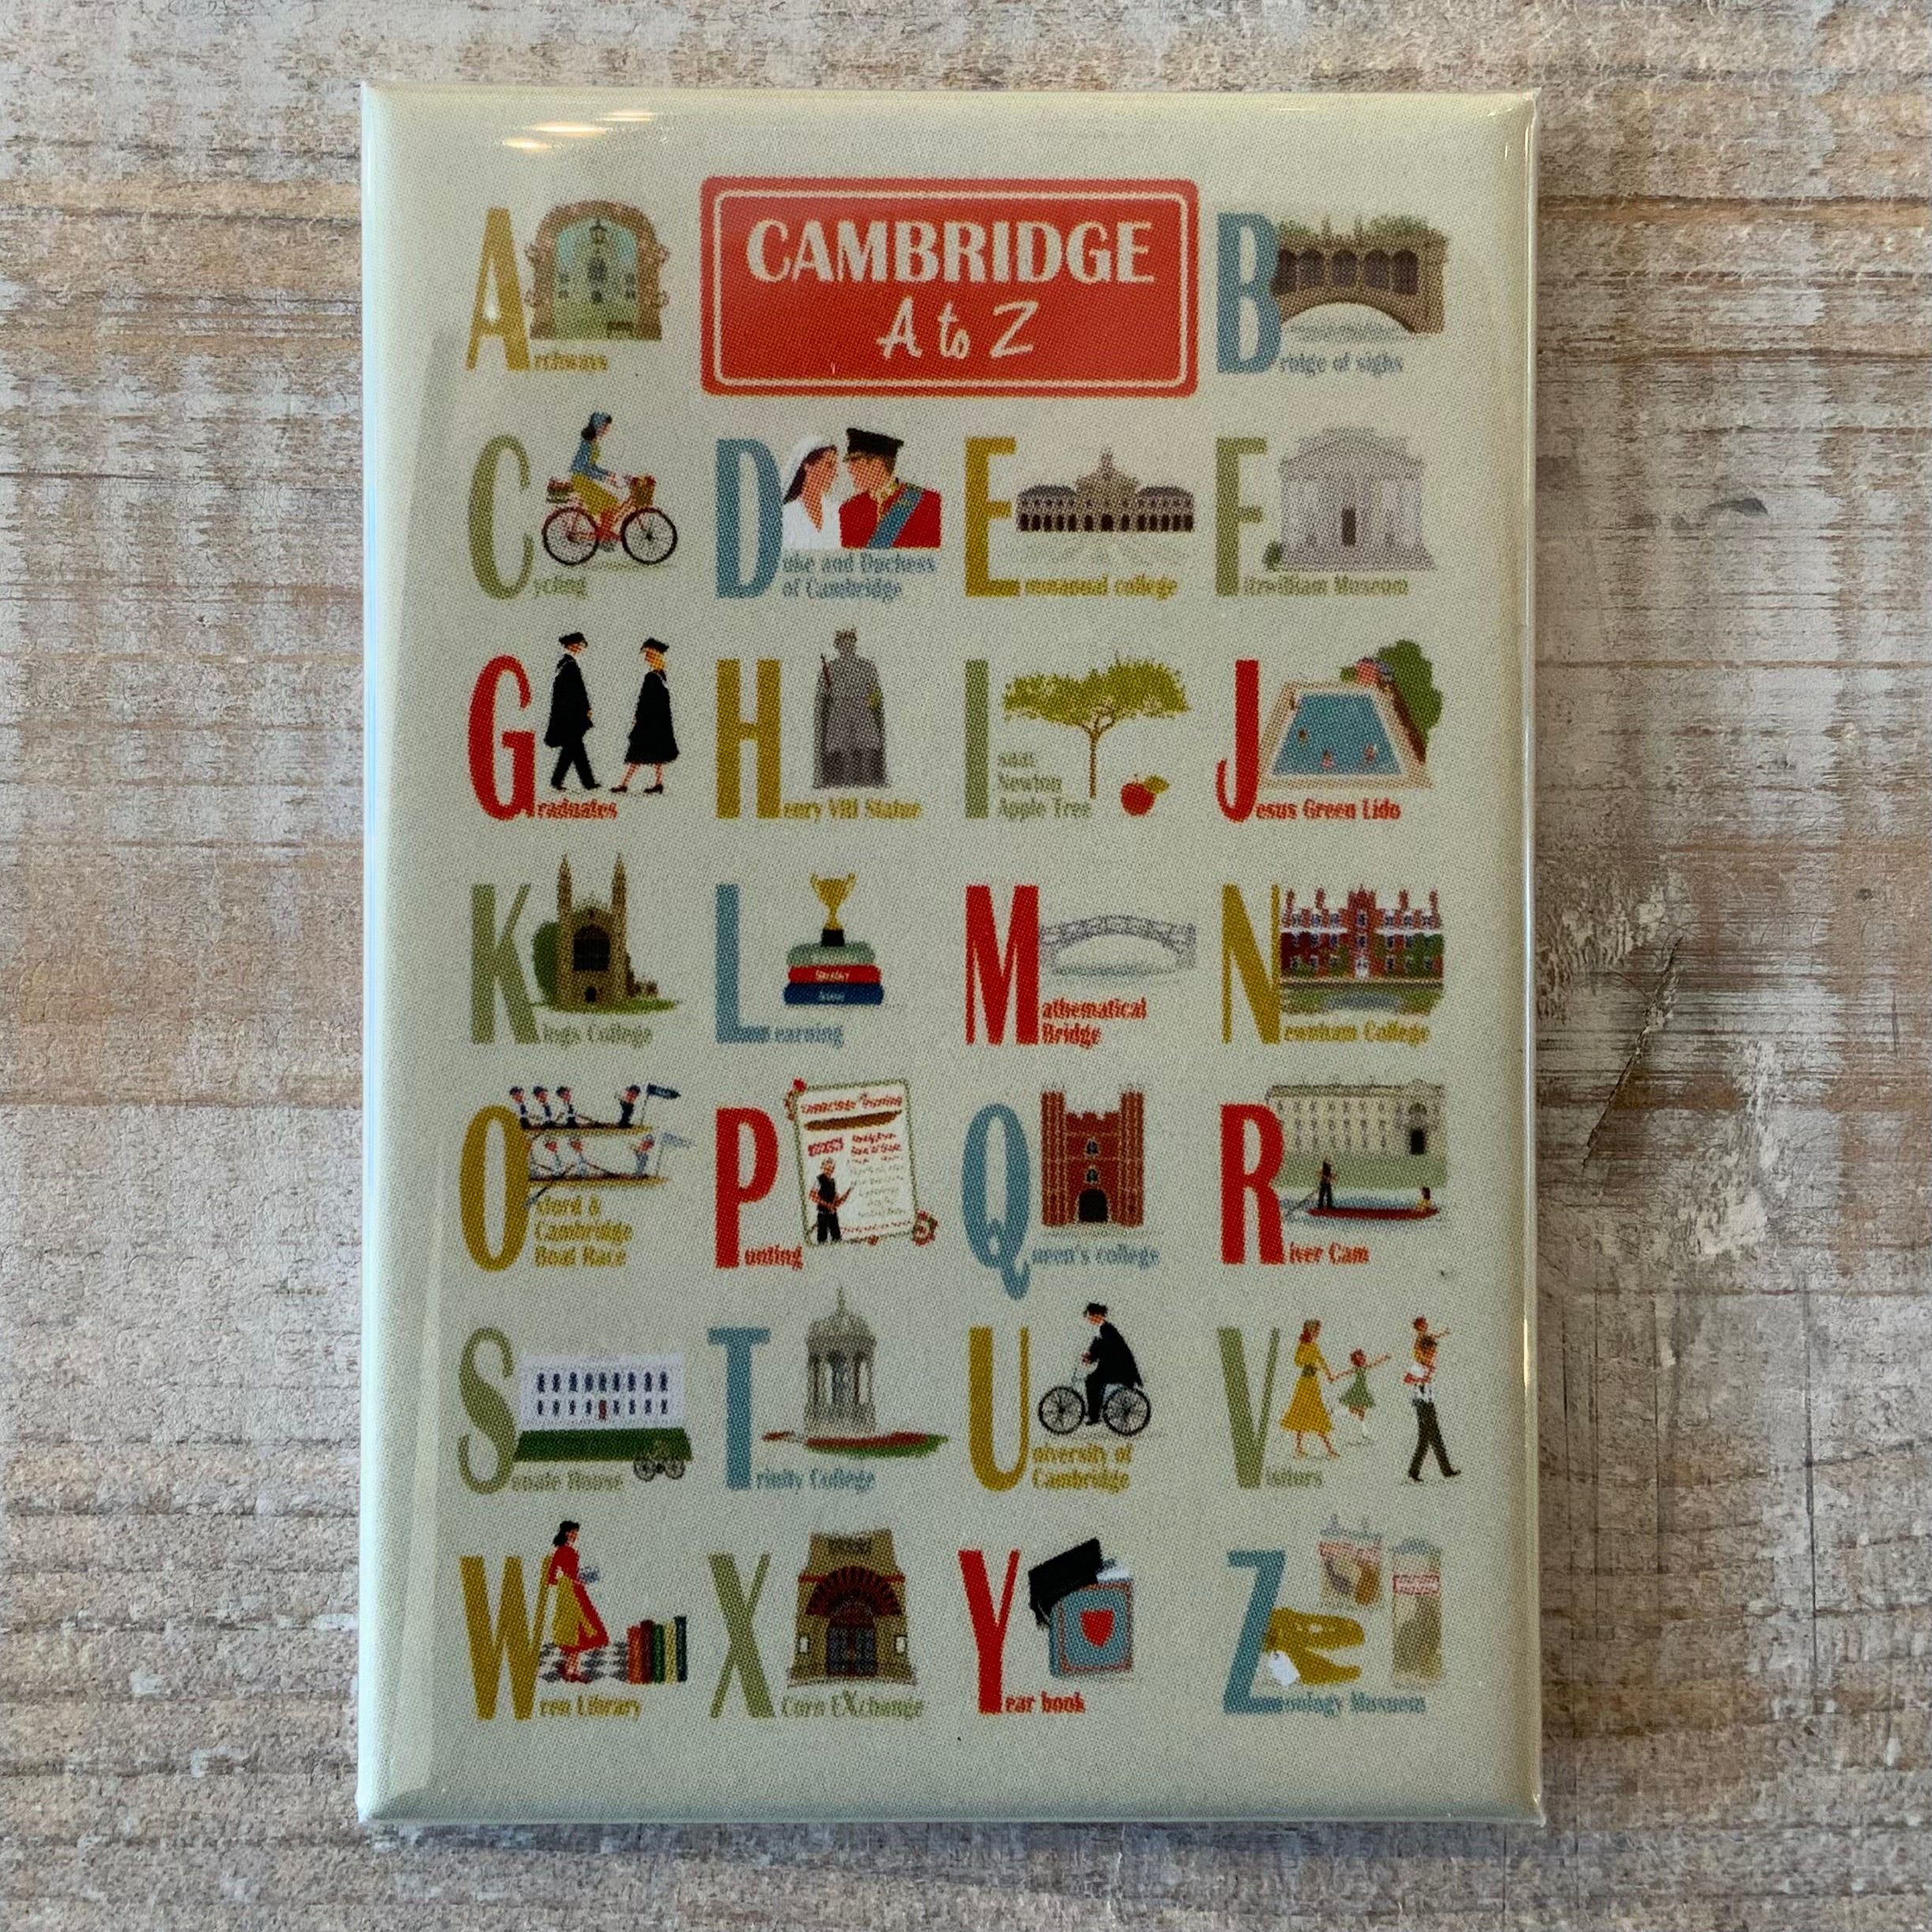 CAMBRIDGE
A to Z
Archways
Bridge of sighs
Cycling
Duke and Duchess
of Cambridge
Emmanual college
Fitzwilliam Museum
Graduates
Henry VIII Statue
Isaac
Newton
Apple Tree
Jesus Green Lido
Kings College
Learning
Mathematical
Bridge
Newnham College
Oxford &
Cambridge
Boat Race
Punting
Queen's college
River Cam
Senate House
Trinity College
University of
Cambridge
Visitors
Wren Library
X Corn EXchange
Year book
Zoology Musuem